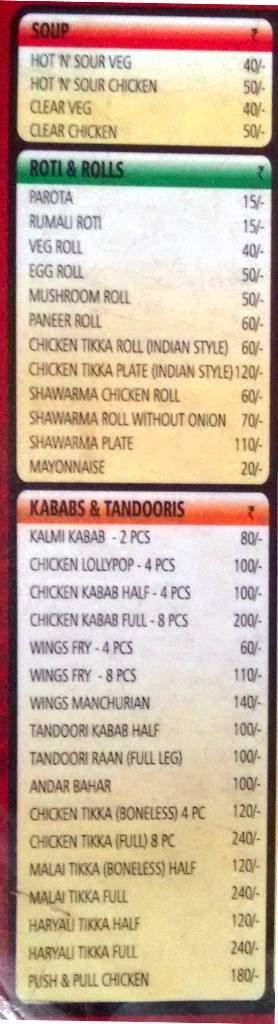 SOUP ₹
HOT 'N' SOUR VEG 40/-
HOT 'N' SOUR CHICKEN 50/-
CLEAR VEG 40/-
CLEAR CHICKEN 50/-
ROTI & ROLLS ₹
PAROTA 15/-
RUMALI ROTI 15/-
VEG ROLL 40/-
EGG ROLL 50/-
MUSHROOM ROLL 50/-
PANEER ROLL 60/-
CHICKEN TIKKA ROLL (INDIAN STYLE) 60/-
CHICKEN TIKKA PLATE (INDIAN STYLE) 120/-
SHAWARMA CHICKEN ROLL 60/-
SHAWARMA ROLL WITHOUT ONION 70/-
SHAWARMA PLATE 110/-
MAYONNAISE 20/-
KABABS & TANDOORIS ₹
KALMI KABAB - 2 PCS 80/-
CHICKEN LOLLYPOP - 4 PCS 100/-
CHICKEN KABAB HALF - 4 PCS 100/-
CHICKEN KABAB FULL - 8 PCS 200/-
WINGS FRY - 4 PCS 60/-
WINGS FRY - 8 PCS 110/-
WINGS MANCHURIAN 140/-
TANDOORI KABAB HALF 100/-
TANDOORI RAAN (FULL LEG) 100/-
ANDAR BAHAR 100/-
CHICKEN TIKKA (BONELESS) 4 PC 120/-
CHICKEN TIKKA (FULL) 8 PC 240/-
MALAI TIKKA (BONELESS) HALF 120/-
MALAI TIKKA FULL 240/-
HARYALI TIKKA HALF 120/-
HARYALI TIKKA FULL 240/-
PUSH & PULL CHICKEN 180/-